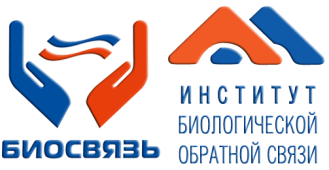 БИОСВЯЗЬ
ИНСТИТУТ
БИОЛОГИЧЕСКОЙ
ОБРАТНОЙ СВЯЗИ